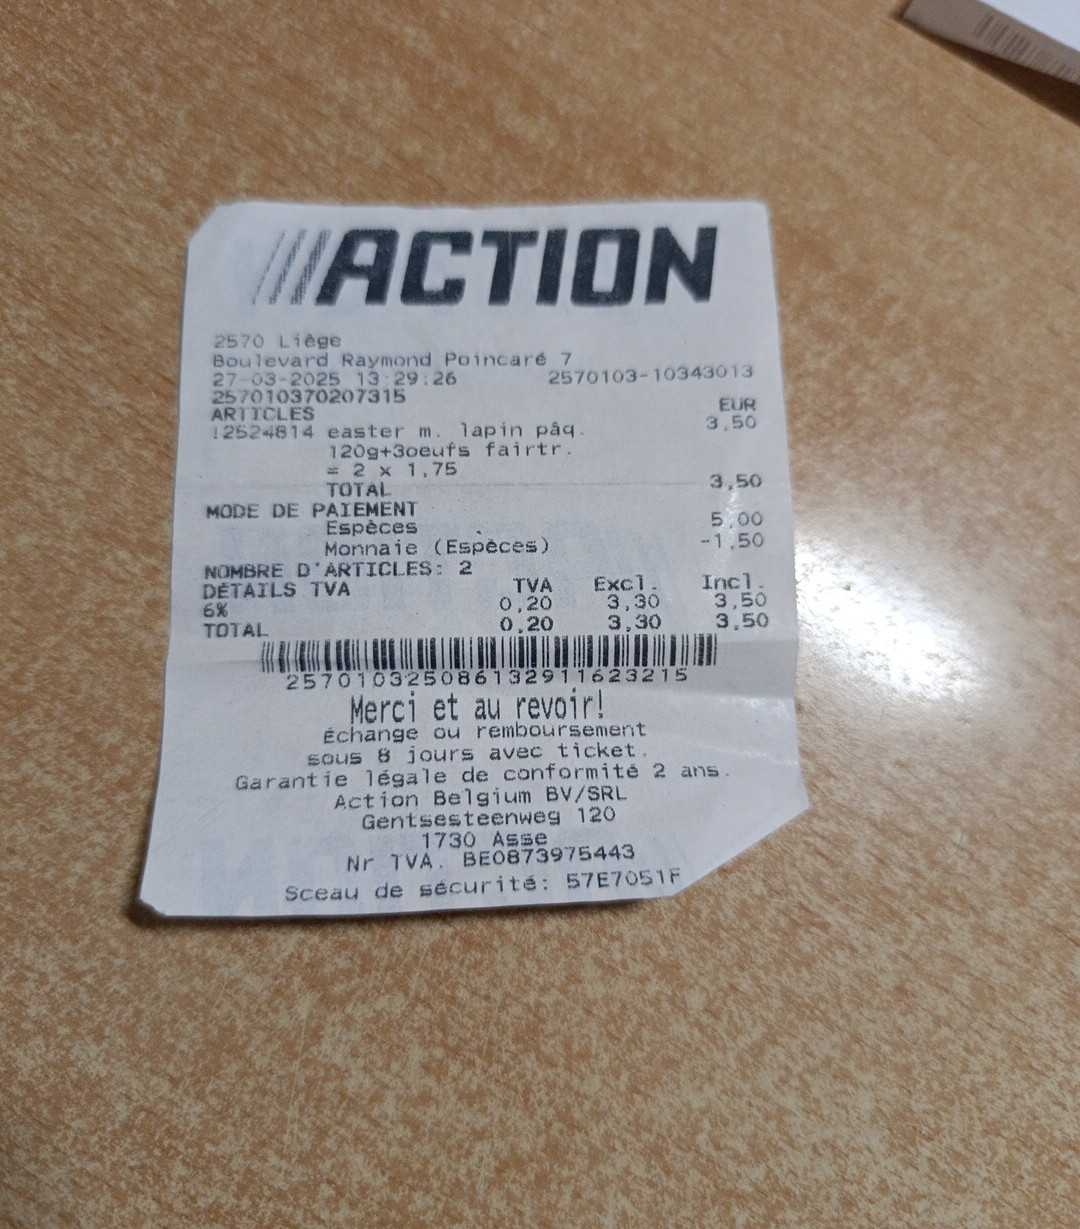 ACTION
2570 Liège
Boulevard Raymond Poincaré 7
27-03-2025 13:29:26 2570103-10343013
257010370207315
ARTICLES EUR
!2524814 easter m. lapin pâq. 3,50
120g+3oeufs fairtr.
= 2 x 1,75
TOTAL 3,50
MODE DE PAIEMENT
Espèces 5,00
Monnaie (Espèces) -1,50
NOMBRE D'ARTICLES: 2
DÉTAILS TVA TVA Excl. Incl.
6% 0,20 3,30 3,50
TOTAL 0,20 3,30 3,50
257010325086132911623215
Merci et au revoir!
Échange ou remboursement
sous 8 jours avec ticket.
Garantie légale de conformité 2 ans.
Action Belgium BV/SRL
Gentsesteenweg 120
1730 Asse
Nr TVA. BE0873975443
Sceau de sécurité: 57E7051F